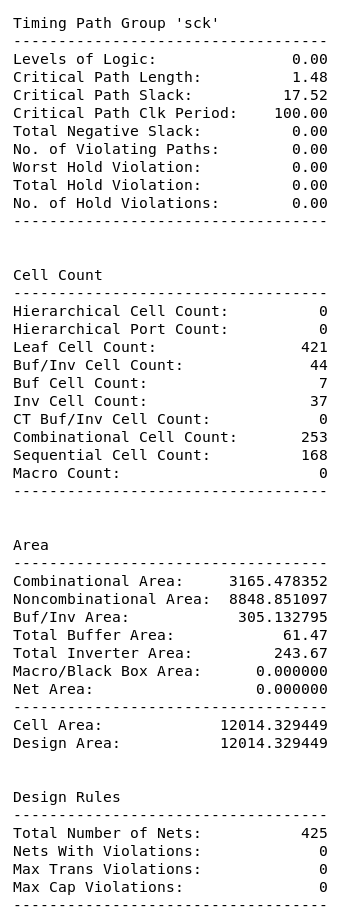 Timing Path Group 'sck'
-----------------------------------
Levels of Logic:               0.00
Critical Path Length:          1.48
Critical Path Slack:          17.52
Critical Path Clk Period:    100.00
Total Negative Slack:          0.00
No. of Violating Paths:        0.00
Worst Hold Violation:          0.00
Total Hold Violation:          0.00
No. of Hold Violations:        0.00
-----------------------------------
Cell Count
-----------------------------------
Hierarchical Cell Count:          0
Hierarchical Port Count:          0
Leaf Cell Count:                421
Buf/Inv Cell Count:              44
Buf Cell Count:                   7
Inv Cell Count:                  37
CT Buf/Inv Cell Count:            0
Combinational Cell Count:       253
Sequential Cell Count:          168
Macro Count:                      0
-----------------------------------
Area
-----------------------------------
Combinational Area:     3165.478352
Noncombinational Area:  8848.851097
Buf/Inv Area:            305.132795
Total Buffer Area:            61.47
Total Inverter Area:         243.67
Macro/Black Box Area:      0.000000
Net Area:                  0.000000
-----------------------------------
Cell Area:             12014.329449
Design Area:           12014.329449
Design Rules
-----------------------------------
Total Number of Nets:           425
Nets With Violations:             0
Max Trans Violations:             0
Max Cap Violations:               0
-----------------------------------